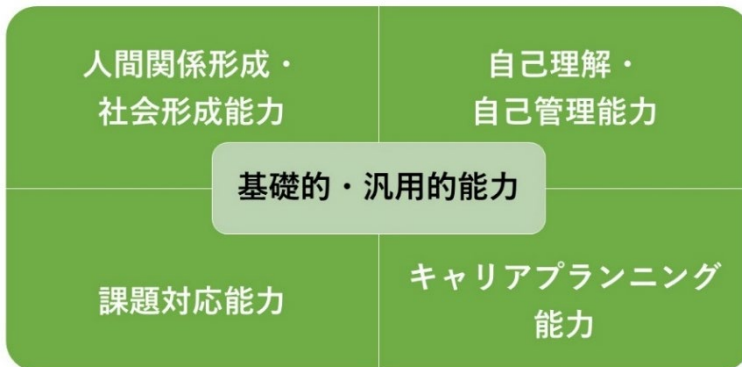 人間関係形成・
社会形成能力
自己理解・
自己管理能力
基礎的・汎用的能力
課題対応能力
キャリアプランニング
能力